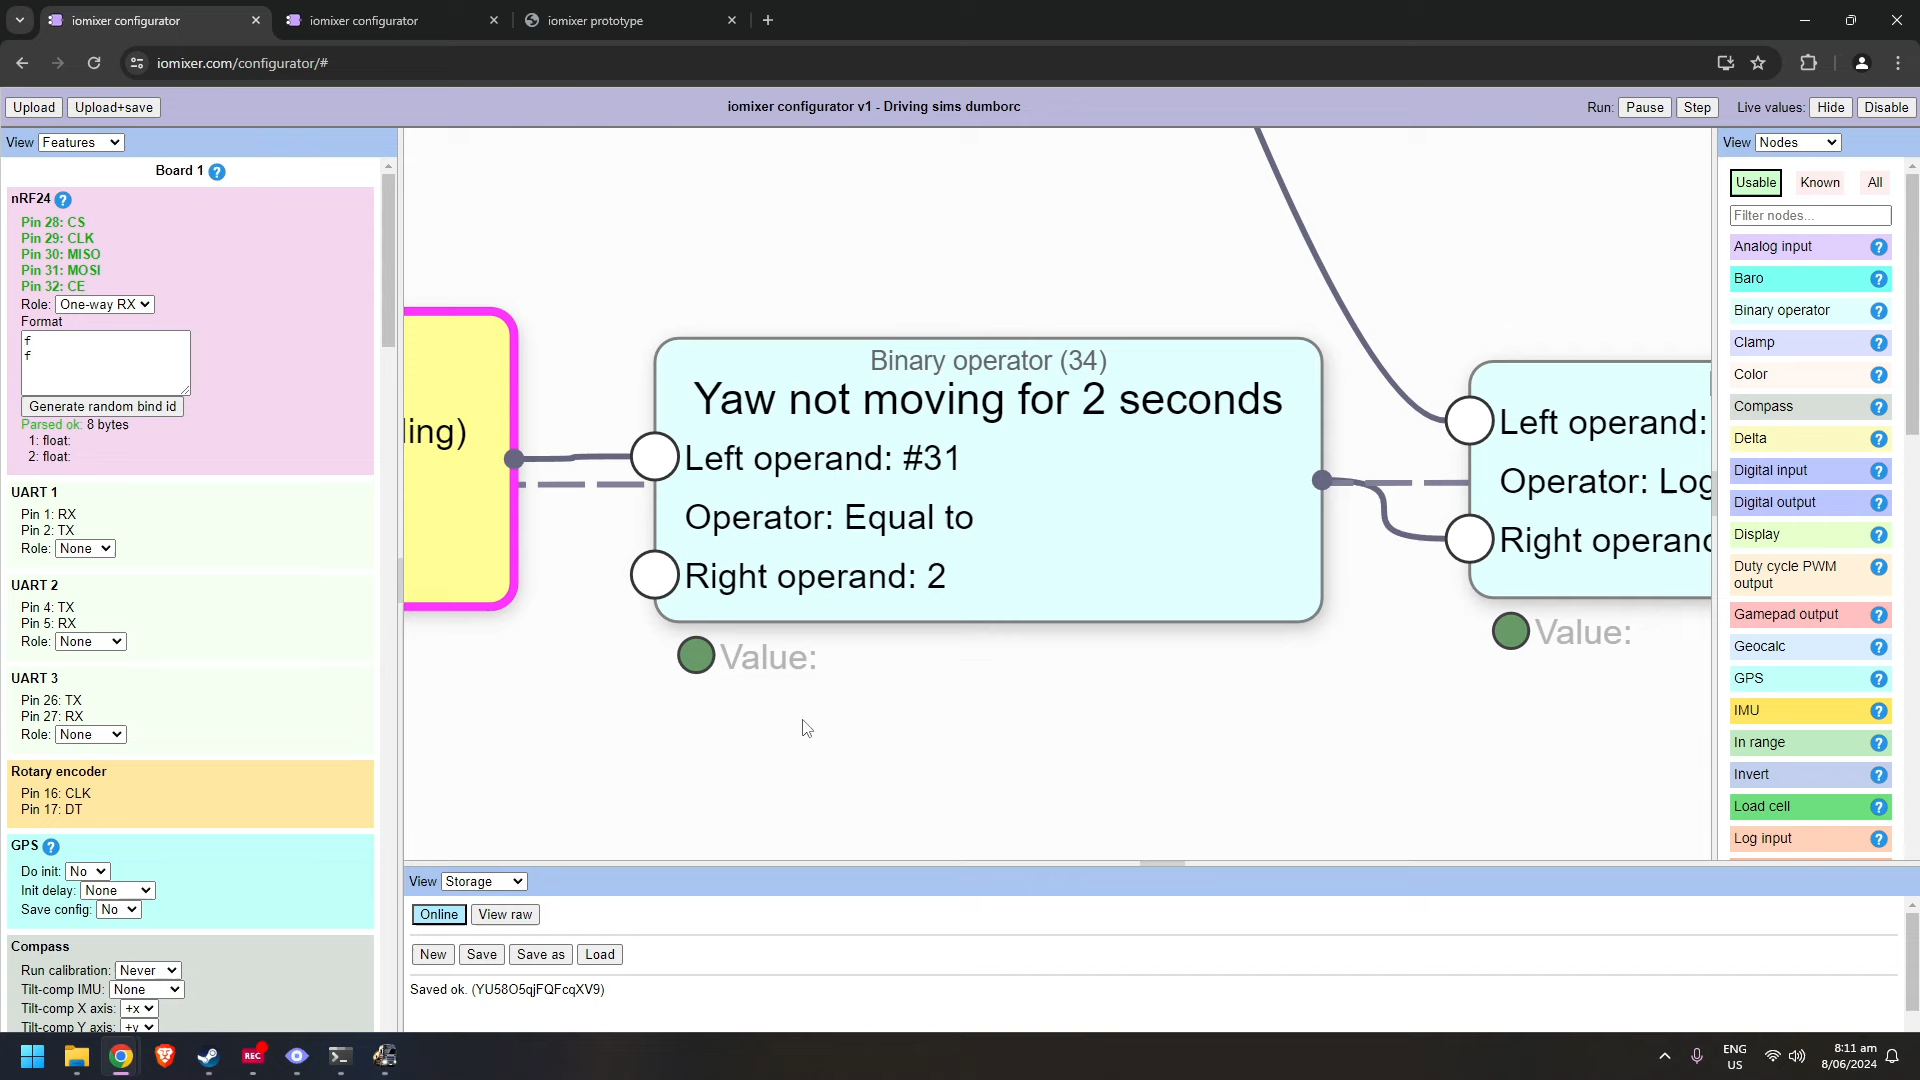 iomixer configurator
iomixer configurator
iomixer prototype
iomixer.com/configurator/#
Upload
Upload+save
iomixer configurator v1 - Driving sims dumborc
Run:
Pause
Step
Live values:
Hide
Disable
View Features
Board 1 ?
nRF24 ?
Pin 28: CS
Pin 29: CLK
Pin 30: MISO
Pin 31: MOSI
Pin 32: CE
Role: One-way RX
Format
f
f
Generate random bind id
Parsed ok: 8 bytes
1: float:
2: float:
UART 1
Pin 1: RX
Pin 2: TX
Role: None
UART 2
Pin 4: TX
Pin 5: RX
Role: None
UART 3
Pin 26: TX
Pin 27: RX
Role: None
Rotary encoder
Pin 16: CLK
Pin 17: DT
GPS ?
Do init: No
Init delay: None
Save config: No
Compass
Run calibration: Never
Tilt-comp IMU: None
Tilt-comp X axis: +x
Tilt-comp Y axis: +y
ling)
Binary operator (34)
Yaw not moving for 2 seconds
Left operand: #31
Operator: Equal to
Right operand: 2
Value:
Left operand:
Operator: Log
Right operand
Value:
View Storage
Online
View raw
New
Save
Save as
Load
Saved ok. (YU58O5qjFQFcqXV9)
View Nodes
Usable
Known
All
Filter nodes...
Analog input ?
Baro ?
Binary operator ?
Clamp ?
Color ?
Compass ?
Delta ?
Digital input ?
Digital output ?
Display ?
Duty cycle PWM
output ?
Gamepad output ?
Geocalc ?
GPS ?
IMU ?
In range ?
Invert ?
Load cell ?
Log input ?
REC
ENG
US
8:11 am
8/06/2024